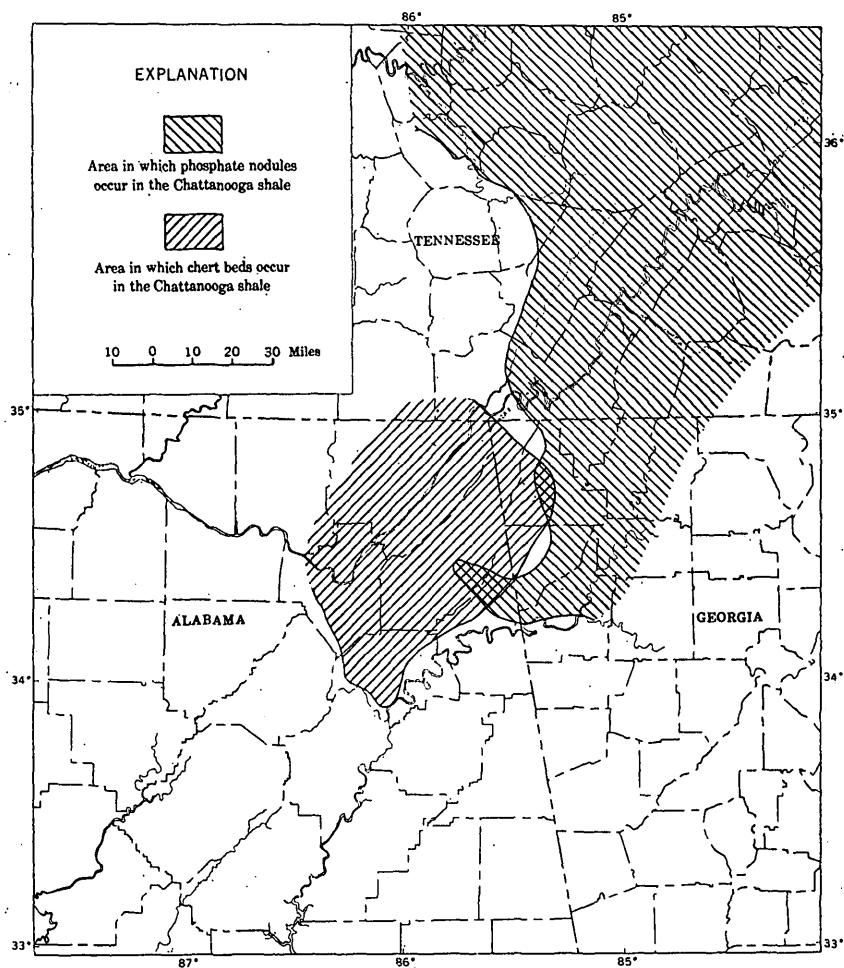 86°
85°
EXPLANATION
Area in which phosphate nodules
occur in the Chattanooga shale
Area in which chert beds occur
in the Chattanooga shale
10 0 10 20 30 Miles
36°
TENNESSEE
35°
35°
ALABAMA
GEORGIA
34°
34°
33°
33°
87°
86°
85°